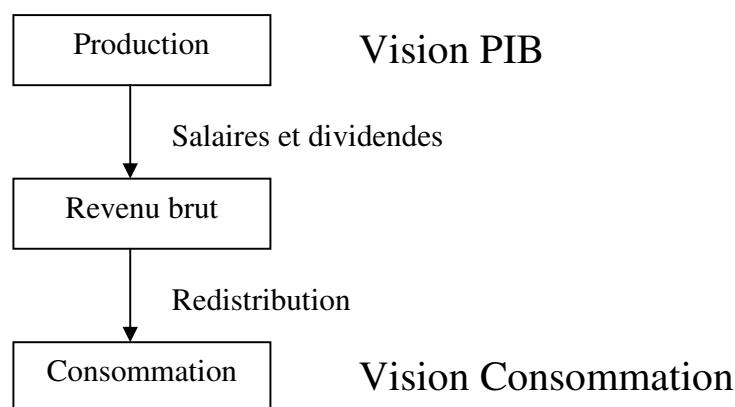 Production
Vision PIB
Salaires et dividendes
Revenu brut
Redistribution
Consommation
Vision Consommation